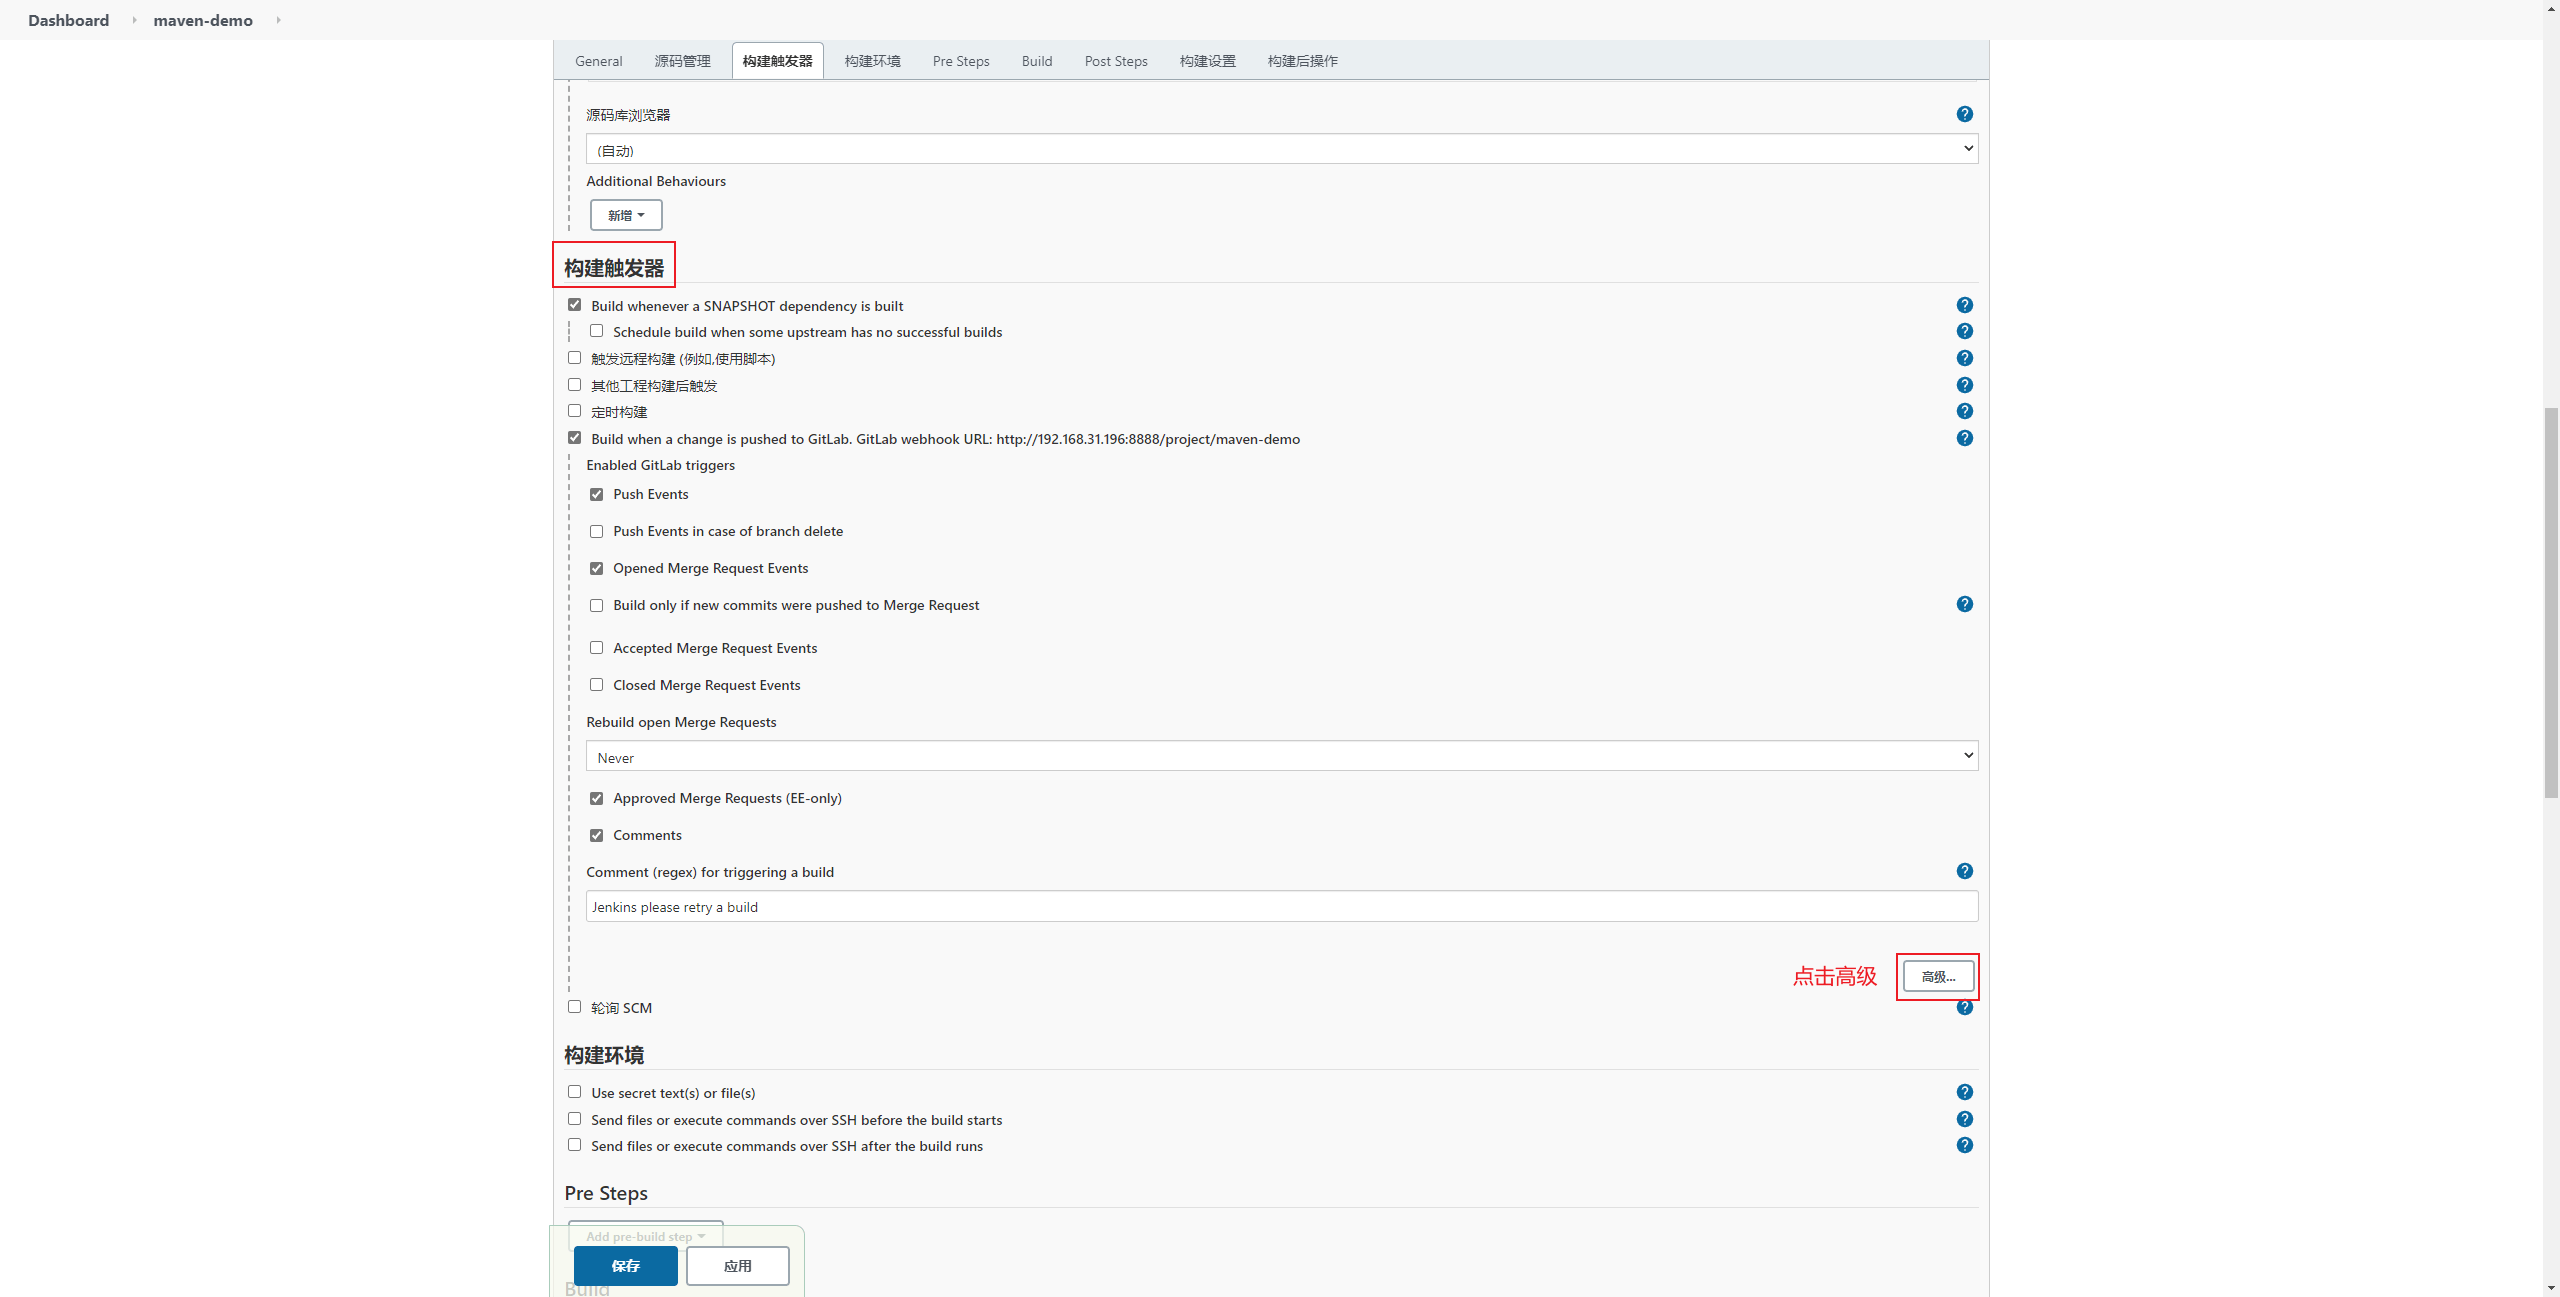 Dashboard maven-demo
General 源码管理 构建触发器 构建环境 Pre Steps Build Post Steps 构建设置 构建后操作
源码库浏览器
(自动)
Additional Behaviours
新增
构建触发器
Build whenever a SNAPSHOT dependency is built
Schedule build when some upstream has no successful builds
触发远程构建 (例如,使用脚本)
其他工程构建后触发
定时构建
Build when a change is pushed to GitLab. GitLab webhook URL: http://192.168.31.196:8888/project/maven-demo
Enabled GitLab triggers
Push Events
Push Events in case of branch delete
Opened Merge Request Events
Build only if new commits were pushed to Merge Request
Accepted Merge Request Events
Closed Merge Request Events
Rebuild open Merge Requests
Never
Approved Merge Requests (EE-only)
Comments
Comment (regex) for triggering a build
Jenkins please retry a build
点击高级 高级...
轮询 SCM
构建环境
Use secret text(s) or file(s)
Send files or execute commands over SSH before the build starts
Send files or execute commands over SSH after the build runs
Pre Steps
Add pre-build step
保存 应用
Build